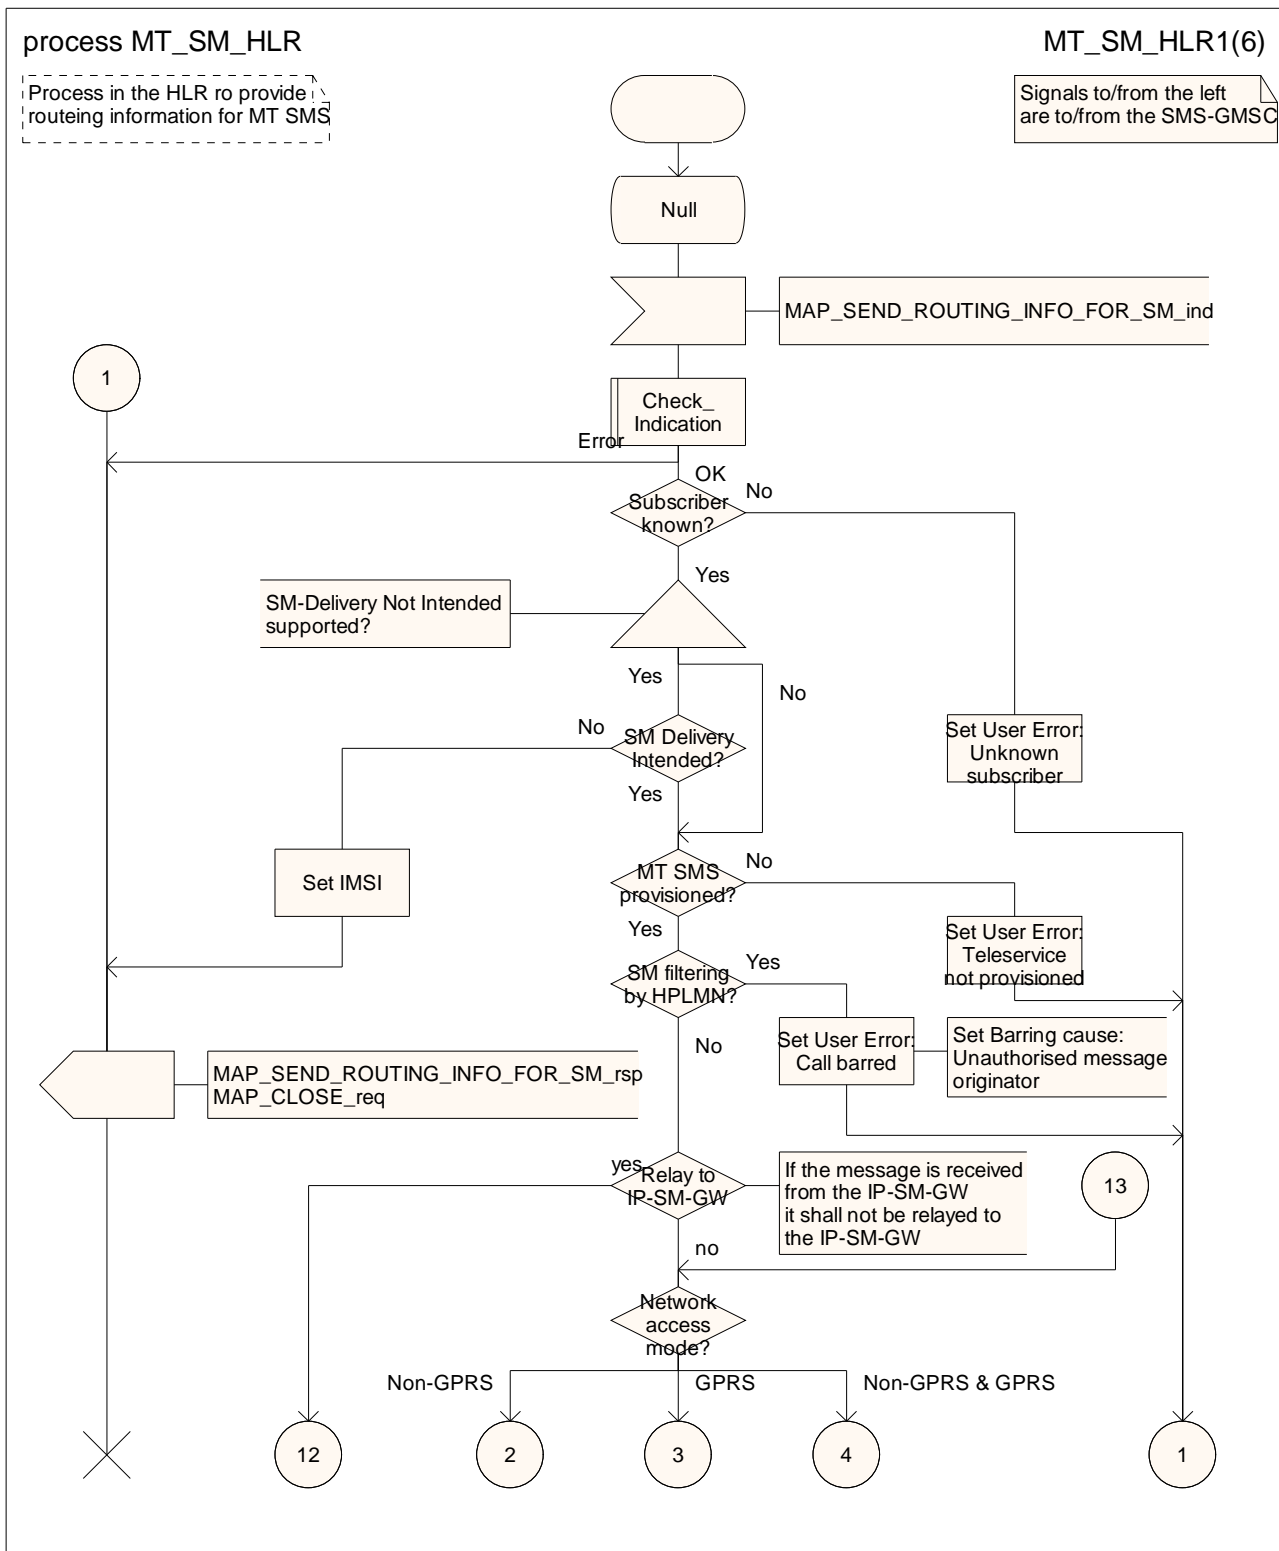 process MT_SM_HLR
MT_SM_HLR1(6)
Process in the HLR ro provide
routeing information for MT SMS
Signals to/from the left
are to/from the SMS-GMSC
Null
MAP_SEND_ROUTING_INFO_FOR_SM_ind
1
Check_
Indication
Error
OK
Subscriber
known?
No
Yes
SM-Delivery Not Intended
supported?
Yes
No
No
SM Delivery
Intended?
Set User Error:
Unknown
subscriber
Yes
MT SMS
provisioned?
No
Set IMSI
Yes
Set User Error:
Teleservice
not provisioned
SM filtering
by HPLMN?
Yes
No
Set User Error:
Call barred
Set Barring cause:
Unauthorised message
originator
MAP_SEND_ROUTING_INFO_FOR_SM_rsp
MAP_CLOSE_req
yes
Relay to
IP-SM-GW
If the message is received
from the IP-SM-GW
it shall not be relayed to
the IP-SM-GW
13
no
Network
access
mode?
Non-GPRS
GPRS
Non-GPRS & GPRS
12
2
3
4
1